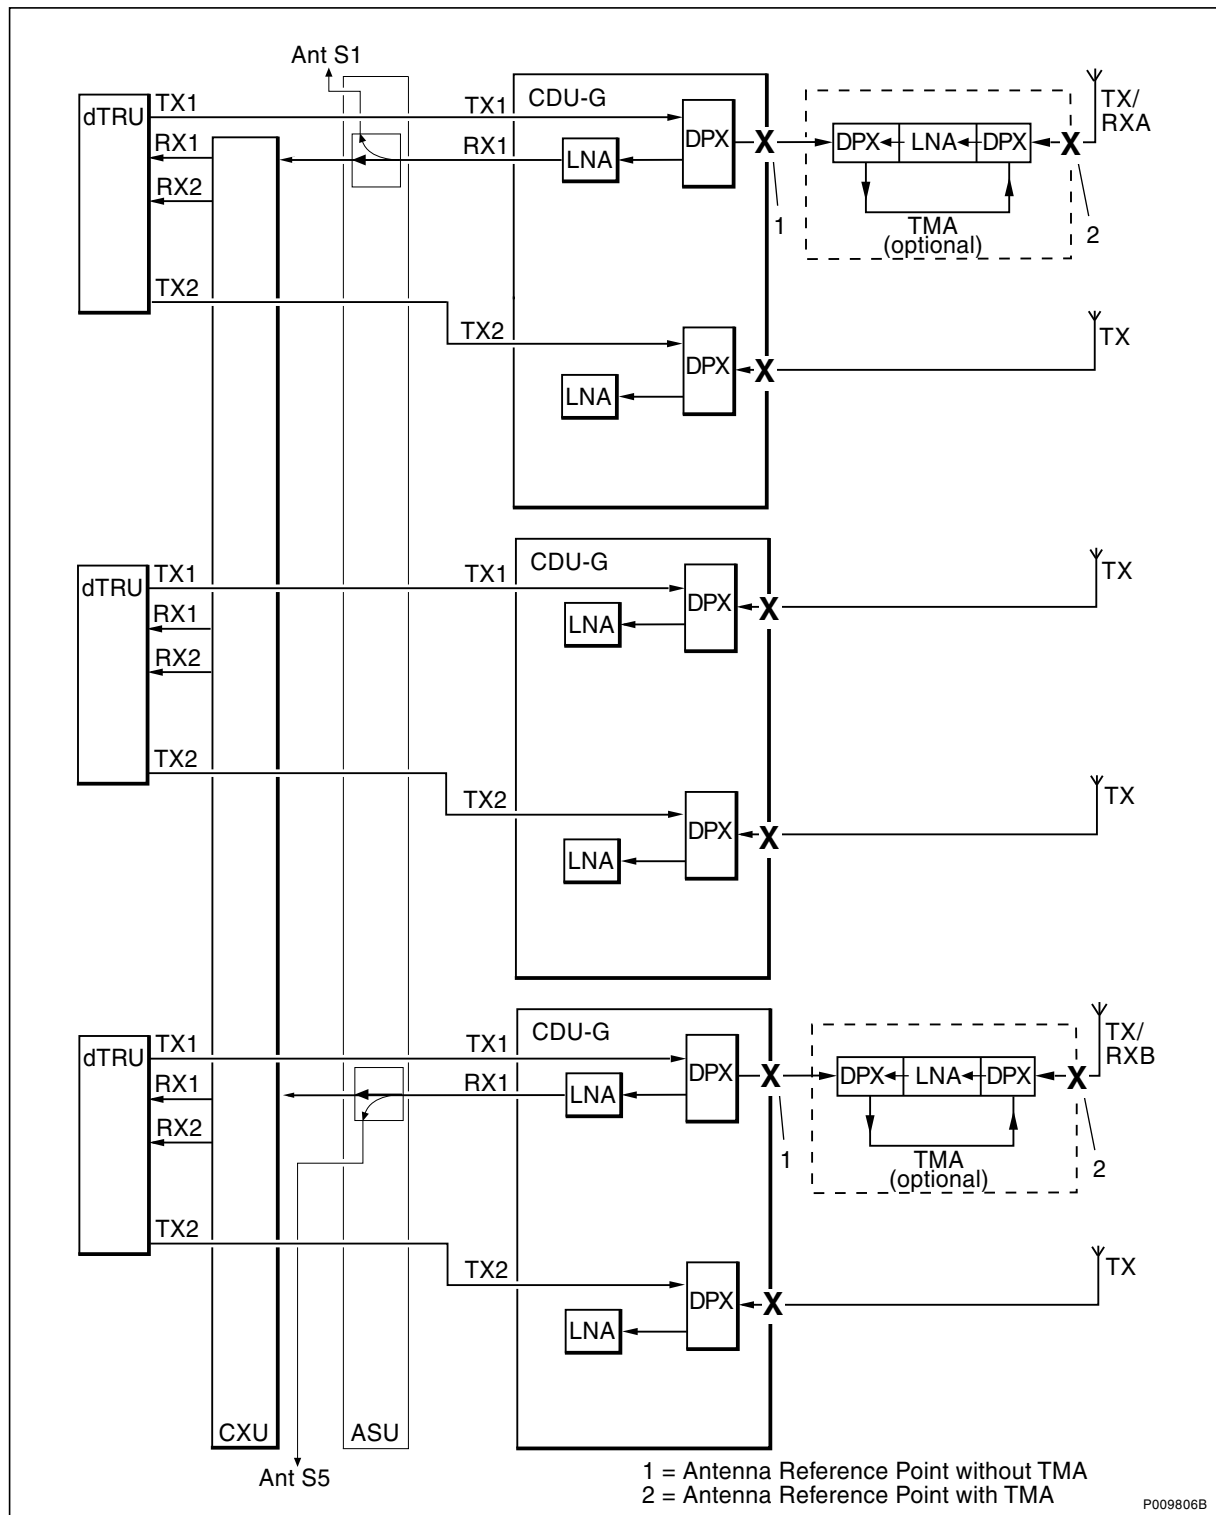 Ant S1
dTRU
TX1
RX1
RX2
TX2
TX1
RX1
TX2
CDU-G
DPX
LNA
DPX
LNA
1
DPX
LNA
DPX
TMA
(optional)
2
TX/
RXA
TX
dTRU
TX1
RX1
RX2
TX2
TX1
TX2
CDU-G
DPX
LNA
DPX
LNA
TX
TX
dTRU
TX1
RX1
RX2
TX2
TX1
RX1
TX2
CDU-G
DPX
LNA
DPX
LNA
1
DPX
LNA
DPX
TMA
(optional)
2
TX/
RXB
TX
CXU
ASU
Ant S5
1 = Antenna Reference Point without TMA
2 = Antenna Reference Point with TMA
P009806B